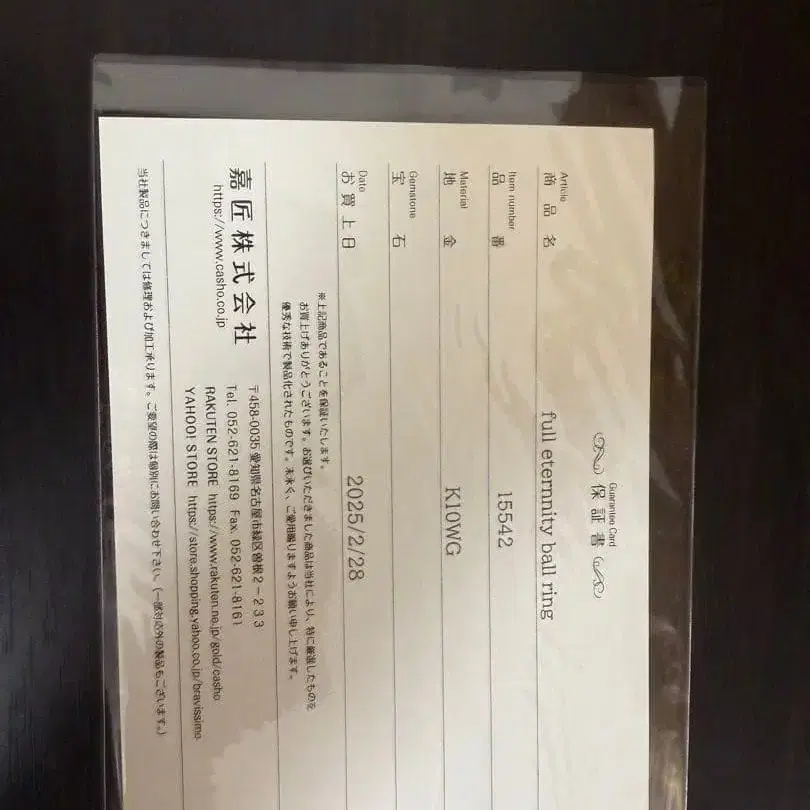 Guarantee Card
保証書
Article
商品名 full eternnity ball ring
Item number
品番 15542
Material
地金 K10WG
Gemstone
宝石
Date
お買上日 2025/2/28
※上記商品であることを保証いたします。
お買上げありがとうございます。お選びいただきました商品は当社により、特に厳選したものを
優秀な技術で製品化されたものです。末永く、ご愛用賜りますようお願い申し上げます。
嘉匠株式会社
https://www.casho.co.jp
〒458-0035 愛知県名古屋市緑区曽根2-233
Tel. 052-621-8169 Fax. 052-621-8161
RAKUTEN STORE https://www.rakuten.ne.jp/gold/casho
YAHOO! STORE https://store.shopping.yahoo.co.jp/bravissimo
当社製品につきましては修理および加工承ります。ご要望の際は個別にお問い合わせ下さい。(一部対応外の製品もございます。)